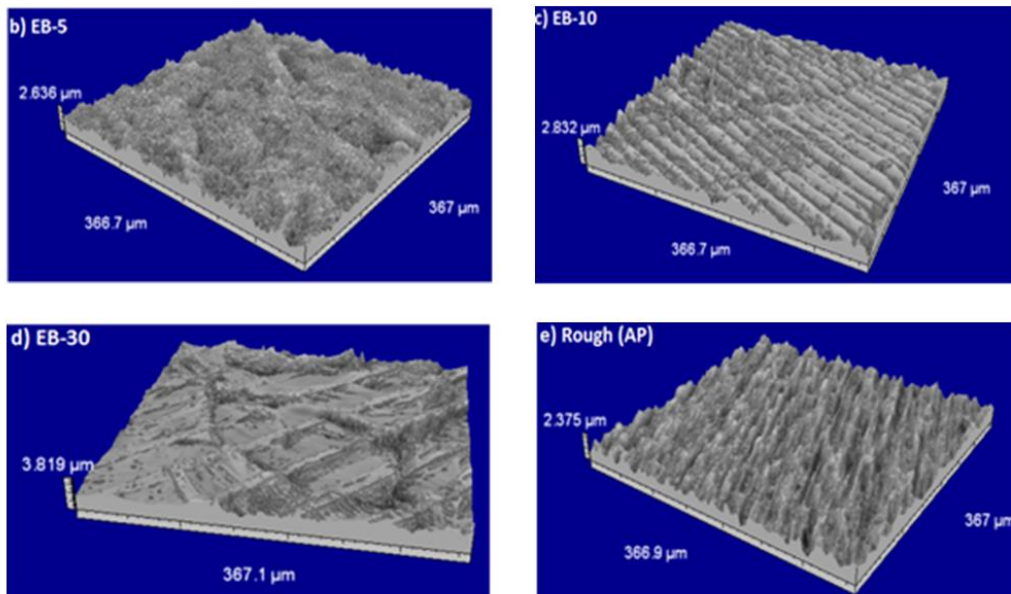 b) EB-5
2.636 µm
366.7 µm
367 µm
c) EB-10
2.832 µm
366.7 µm
367 µm
d) EB-30
3.819 µm
367.1 µm
e) Rough (AP)
2.375 µm
366.9 µm
367 µm